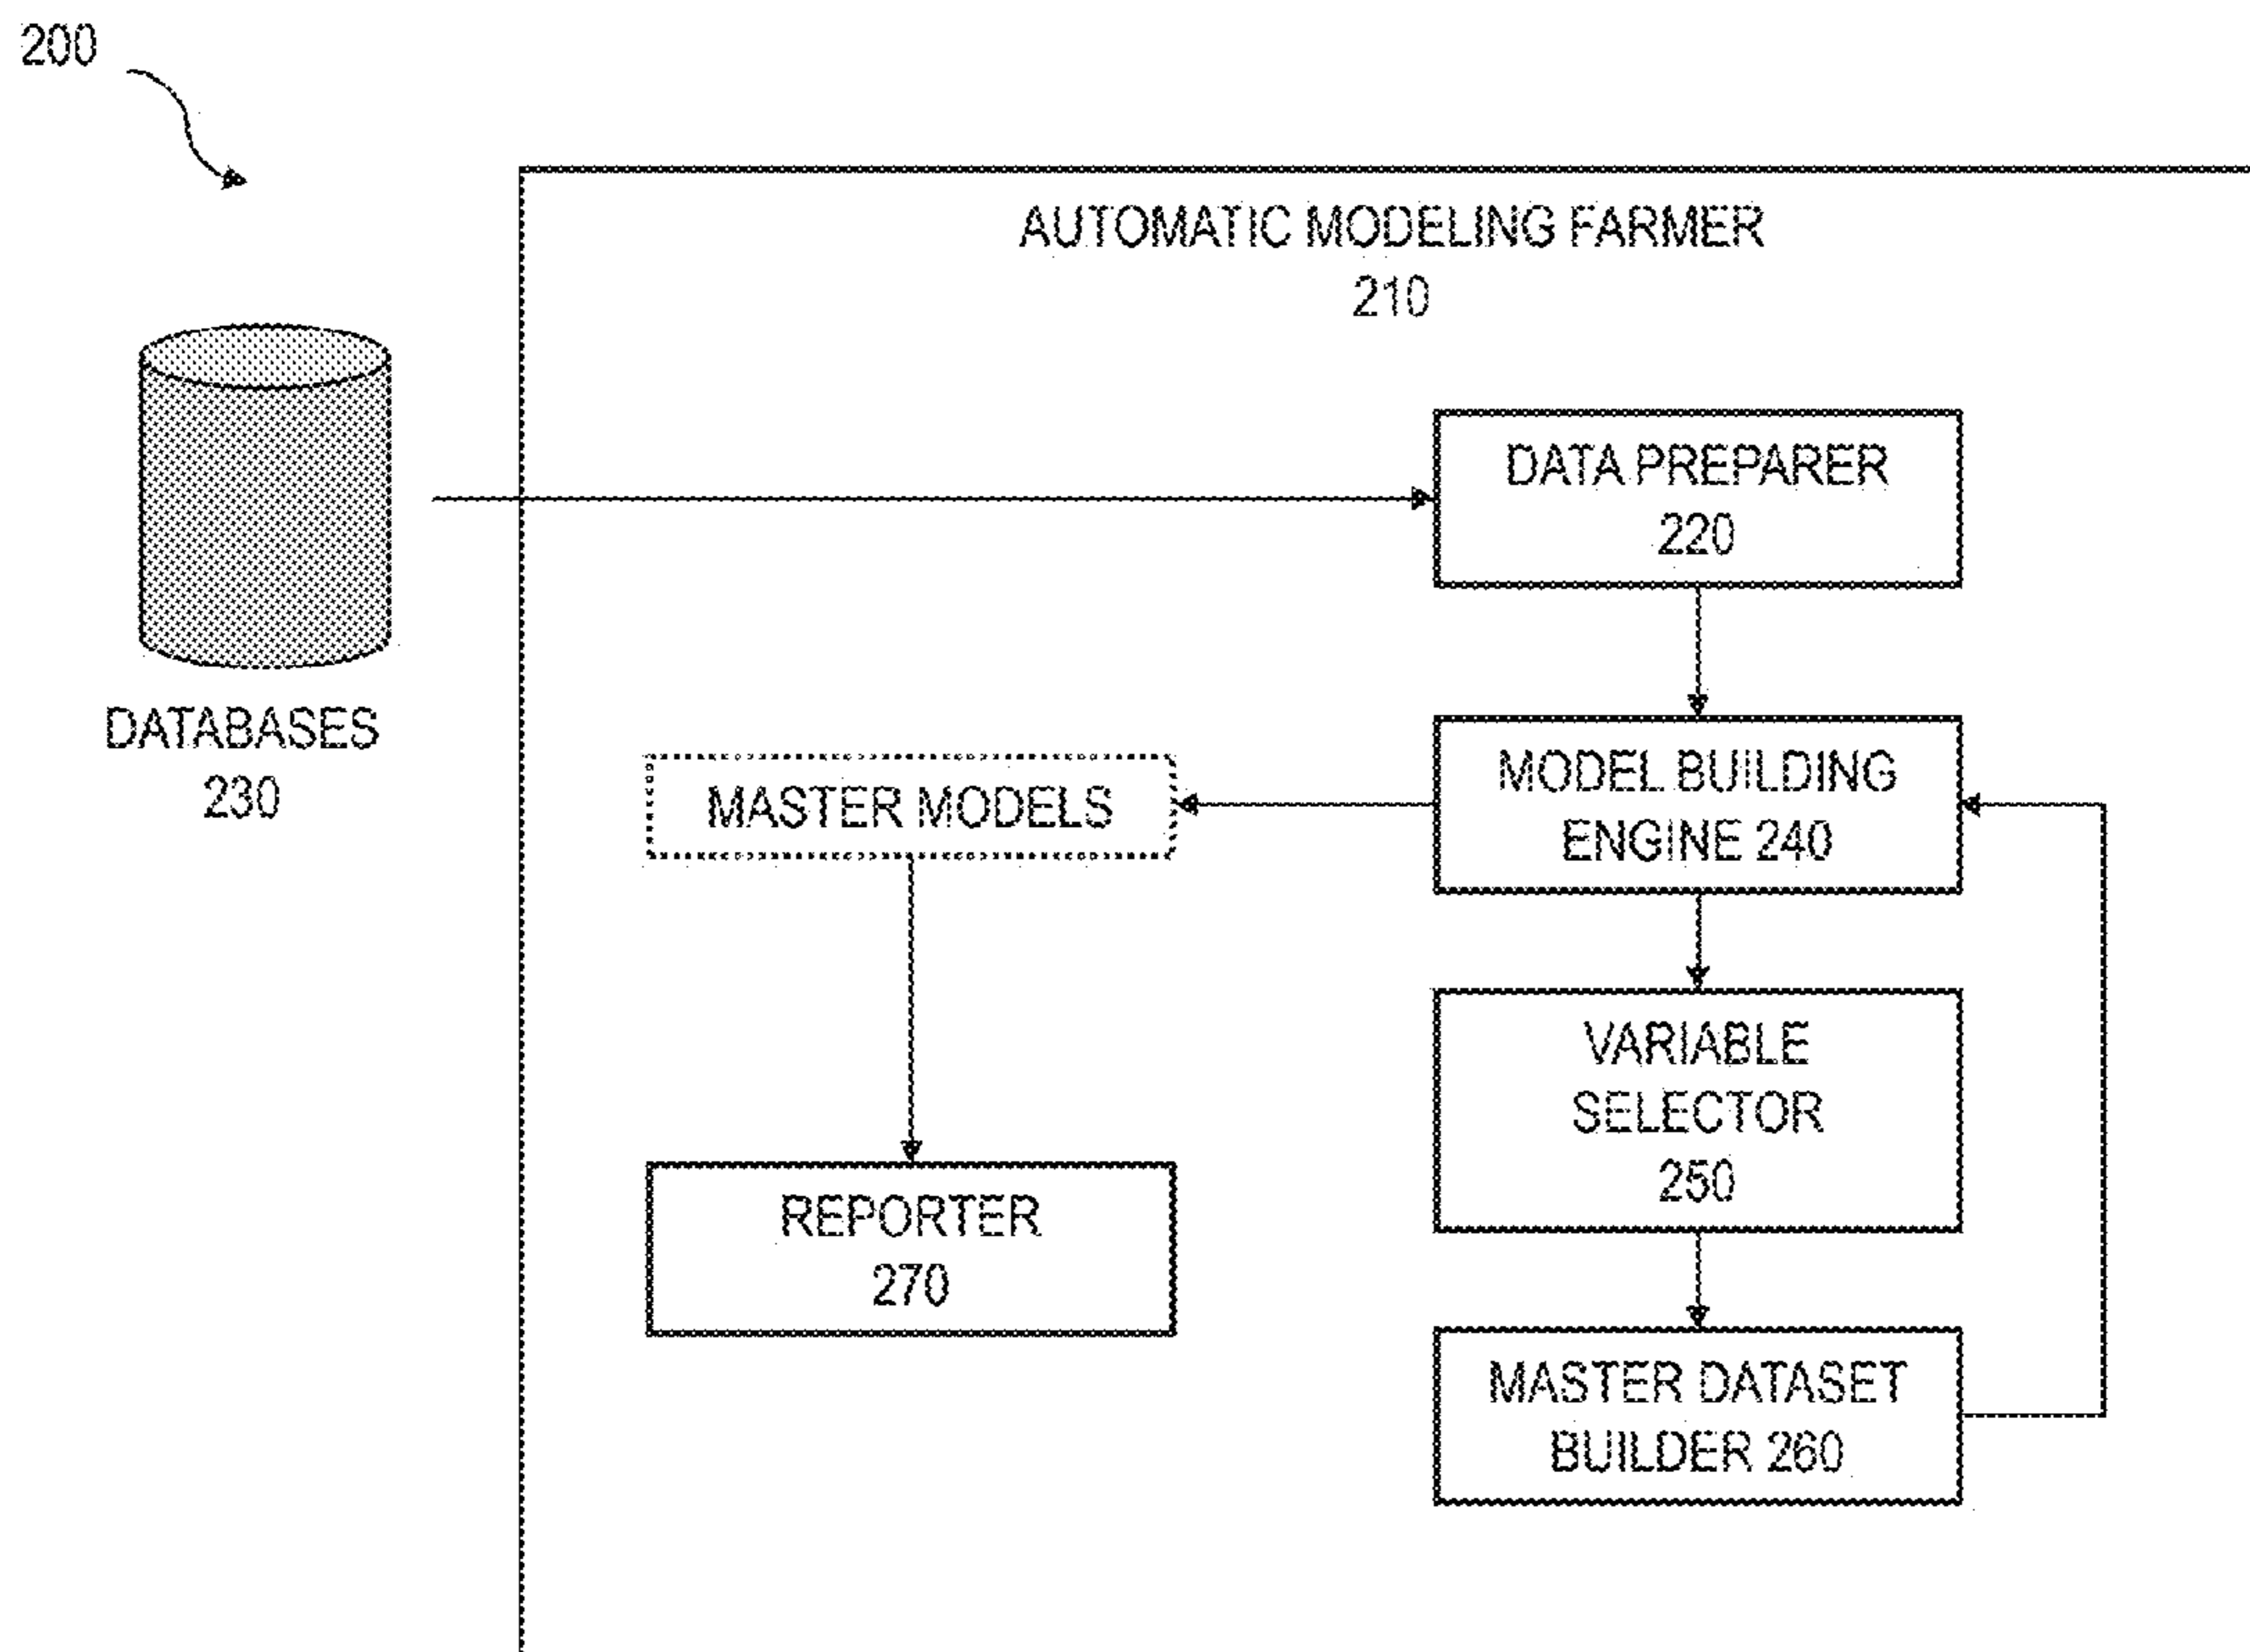 200
AUTOMATIC MODELING FARMER
210
DATA PREPARER
220
DATABASES
230
MASTER MODELS
MODEL BUILDING
ENGINE 240
VARIABLE
SELECTOR
250
REPORTER
270
MASTER DATASET
BUILDER 260